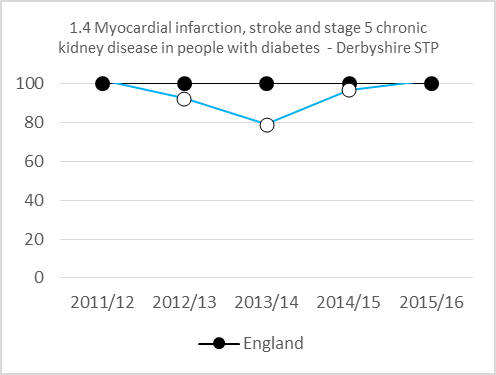 1.4 Myocardial infarction, stroke and stage 5 chronic
kidney disease in people with diabetes - Derbyshire STP
100
80
60
40
20
0
2011/12 2012/13 2013/14 2014/15 2015/16
England